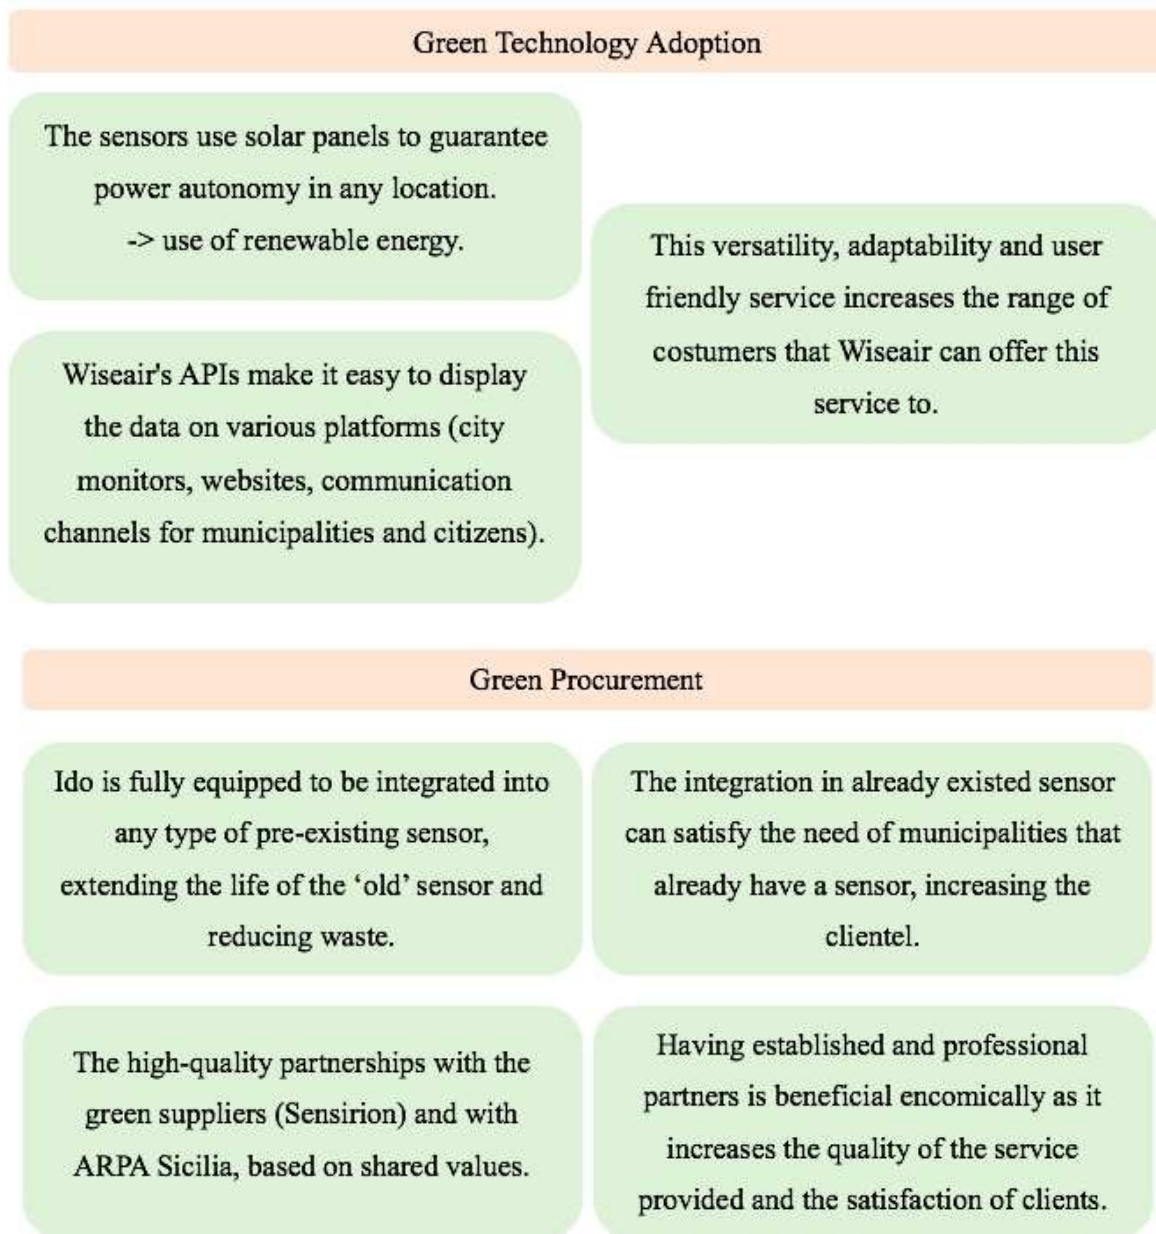 Green Technology Adoption
The sensors use solar panels to guarantee
power autonomy in any location.
-> use of renewable energy.
Wiseair's APIs make it easy to display
the data on various platforms (city
monitors, websites, communication
channels for municipalities and citizens).
This versatility, adaptability and user
friendly service increases the range of
costumers that Wiseair can offer this
service to.
Green Procurement
Ido is fully equipped to be integrated into
any type of pre-existing sensor,
extending the life of the ‘old’ sensor and
reducing waste.
The integration in already existed sensor
can satisfy the need of municipalities that
already have a sensor, increasing the
clientel.
The high-quality partnerships with the
green suppliers (Sensirion) and with
ARPA Sicilia, based on shared values.
Having established and professional
partners is beneficial encomically as it
increases the quality of the service
provided and the satisfaction of clients.